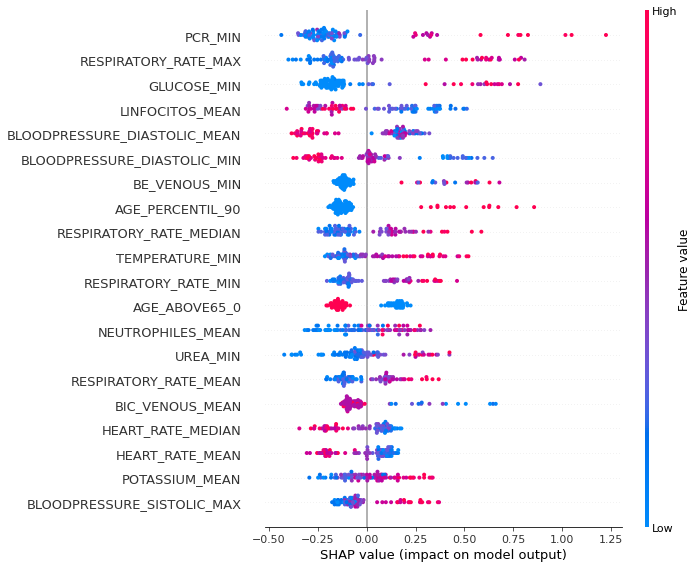 High
PCR_MIN
RESPIRATORY_RATE_MAX
GLUCOSE_MIN
LINFOCITOS_MEAN
BLOODPRESSURE_DIASTOLIC_MEAN
BLOODPRESSURE_DIASTOLIC_MIN
BE_VENOUS_MIN
AGE_PERCENTIL_90
RESPIRATORY_RATE_MEDIAN
TEMPERATURE_MIN
RESPIRATORY_RATE_MIN
AGE_ABOVE65_0
NEUTROPHILES_MEAN
UREA_MIN
RESPIRATORY_RATE_MEAN
BIC_VENOUS_MEAN
HEART_RATE_MEDIAN
HEART_RATE_MEAN
POTASSIUM_MEAN
BLOODPRESSURE_SISTOLIC_MAX
Feature value
Low
−0.50 −0.25 0.00 0.25 0.50 0.75 1.00 1.25
SHAP value (impact on model output)